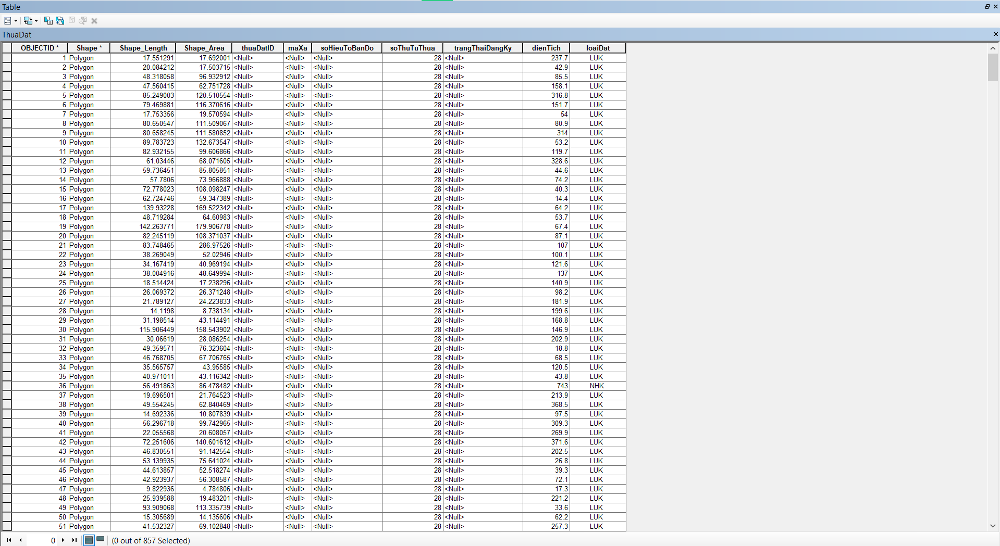 Table
ThuaDat
OBJECTID * Shape * Shape_Length Shape_Area thuaDatID maXa soHieuToBanDo soThuTuThua trangThaiDangKy dienTich loaiDat
1 Polygon 17.551291 17.692001 <Null> <Null> <Null> 28 <Null> 237.7 LUK
2 Polygon 20.084212 17.503715 <Null> <Null> <Null> 28 <Null> 42.9 LUK
3 Polygon 48.318058 96.932912 <Null> <Null> <Null> 28 <Null> 85.5 LUK
4 Polygon 47.560415 62.751728 <Null> <Null> <Null> 28 <Null> 158.1 LUK
5 Polygon 85.249003 120.510554 <Null> <Null> <Null> 28 <Null> 316.8 LUK
6 Polygon 79.469881 116.370616 <Null> <Null> <Null> 28 <Null> 151.7 LUK
7 Polygon 17.753356 19.570594 <Null> <Null> <Null> 28 <Null> 54 LUK
8 Polygon 80.650547 111.509067 <Null> <Null> <Null> 28 <Null> 80.9 LUK
9 Polygon 80.658245 111.580852 <Null> <Null> <Null> 28 <Null> 314 LUK
10 Polygon 89.783723 132.673547 <Null> <Null> <Null> 28 <Null> 53.2 LUK
11 Polygon 82.932155 99.606866 <Null> <Null> <Null> 28 <Null> 119.7 LUK
12 Polygon 61.03446 68.071605 <Null> <Null> <Null> 28 <Null> 328.6 LUK
13 Polygon 59.736451 85.805851 <Null> <Null> <Null> 28 <Null> 44.6 LUK
14 Polygon 57.7806 73.966888 <Null> <Null> <Null> 28 <Null> 74.2 LUK
15 Polygon 72.778023 108.098247 <Null> <Null> <Null> 28 <Null> 40.3 LUK
16 Polygon 62.724746 59.347389 <Null> <Null> <Null> 28 <Null> 14.4 LUK
17 Polygon 139.93228 169.522342 <Null> <Null> <Null> 28 <Null> 64.2 LUK
18 Polygon 48.719284 64.60983 <Null> <Null> <Null> 28 <Null> 53.7 LUK
19 Polygon 142.263771 179.906778 <Null> <Null> <Null> 28 <Null> 67.4 LUK
20 Polygon 82.245119 108.371037 <Null> <Null> <Null> 28 <Null> 87.1 LUK
21 Polygon 83.748465 286.97526 <Null> <Null> <Null> 28 <Null> 107 LUK
22 Polygon 38.269049 52.02946 <Null> <Null> <Null> 28 <Null> 100.1 LUK
23 Polygon 34.167419 40.969194 <Null> <Null> <Null> 28 <Null> 121.6 LUK
24 Polygon 38.004916 48.649994 <Null> <Null> <Null> 28 <Null> 137 LUK
25 Polygon 18.514424 17.238296 <Null> <Null> <Null> 28 <Null> 140.9 LUK
26 Polygon 26.069372 26.371248 <Null> <Null> <Null> 28 <Null> 98.2 LUK
27 Polygon 21.789127 24.223833 <Null> <Null> <Null> 28 <Null> 181.9 LUK
28 Polygon 14.1198 8.738134 <Null> <Null> <Null> 28 <Null> 199.6 LUK
29 Polygon 31.198514 43.114491 <Null> <Null> <Null> 28 <Null> 168.8 LUK
30 Polygon 115.906449 158.543902 <Null> <Null> <Null> 28 <Null> 146.9 LUK
31 Polygon 30.06619 28.086254 <Null> <Null> <Null> 28 <Null> 202.9 LUK
32 Polygon 49.359571 76.323604 <Null> <Null> <Null> 28 <Null> 18.8 LUK
33 Polygon 46.768705 67.706765 <Null> <Null> <Null> 28 <Null> 68.5 LUK
34 Polygon 35.565757 43.95585 <Null> <Null> <Null> 28 <Null> 120.5 LUK
35 Polygon 40.971011 43.116342 <Null> <Null> <Null> 28 <Null> 43.8 LUK
36 Polygon 56.491863 86.478482 <Null> <Null> <Null> 28 <Null> 743 NHK
37 Polygon 19.696501 21.764523 <Null> <Null> <Null> 28 <Null> 213.9 LUK
38 Polygon 49.554245 62.840469 <Null> <Null> <Null> 28 <Null> 368.5 LUK
39 Polygon 14.692336 10.807839 <Null> <Null> <Null> 28 <Null> 97.5 LUK
40 Polygon 56.296718 99.742965 <Null> <Null> <Null> 28 <Null> 309.3 LUK
41 Polygon 22.055568 20.608057 <Null> <Null> <Null> 28 <Null> 269.9 LUK
42 Polygon 72.251606 140.601612 <Null> <Null> <Null> 28 <Null> 371.6 LUK
43 Polygon 46.830551 91.142554 <Null> <Null> <Null> 28 <Null> 202.5 LUK
44 Polygon 53.139935 75.641024 <Null> <Null> <Null> 28 <Null> 26.8 LUK
45 Polygon 44.613857 52.518274 <Null> <Null> <Null> 28 <Null> 39.3 LUK
46 Polygon 42.923937 56.308587 <Null> <Null> <Null> 28 <Null> 72.1 LUK
47 Polygon 9.822936 4.784806 <Null> <Null> <Null> 28 <Null> 17.3 LUK
48 Polygon 25.939588 19.483201 <Null> <Null> <Null> 28 <Null> 221.2 LUK
49 Polygon 93.909068 113.335739 <Null> <Null> <Null> 28 <Null> 33.6 LUK
50 Polygon 15.305689 14.135606 <Null> <Null> <Null> 28 <Null> 62.2 LUK
51 Polygon 41.532327 69.102848 <Null> <Null> <Null> 28 <Null> 257.3 LUK
0 (0 out of 857 Selected)